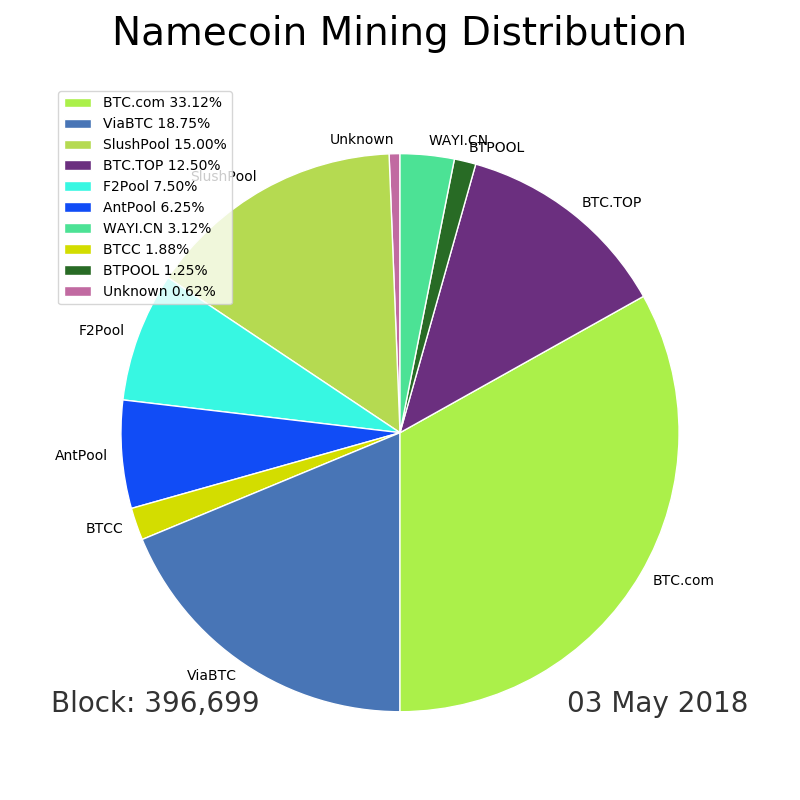 Namecoin Mining Distribution
BTC.com 33.12%
ViaBTC 18.75%
SlushPool 15.00%
BTC.TOP 12.50%
F2Pool 7.50%
AntPool 6.25%
WAYI.CN 3.12%
BTCC 1.88%
BTPOOL 1.25%
Unknown 0.62%
Unknown
WAYI.CN
BTPOOL
SlushPool
BTC.TOP
F2Pool
AntPool
BTCC
BTC.com
ViaBTC
Block: 396,699
03 May 2018